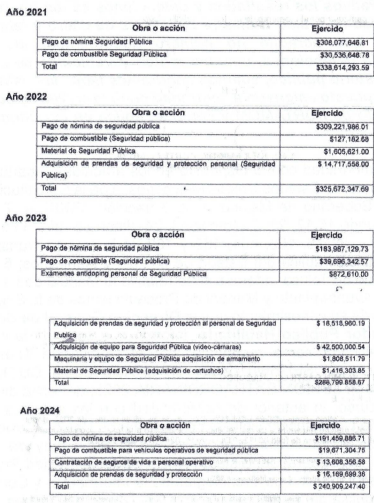 Año 2021
Obra o acción Ejercido
Pago de nómina Seguridad Pública $308,077,646.81
Pago de combustible Seguridad Pública $30,536,646.78
Total $338,614,293.59
Año 2022
Obra o acción Ejercido
Pago de nómina de seguridad pública $309,221,986.01
Pago de combustible (Seguridad pública) $127,182.68
Material de Seguridad Pública $1,605,621.00
Adquisición de prendas de seguridad y protección personal (Seguridad $ 14,717,558.00
Pública)
Total $325,672,347.69
Año 2023
Obra o acción Ejercido
Pago de nómina de seguridad pública $183,987,129.73
Pago de combustible (Seguridad pública) $39,696,342.57
Exámenes antidoping personal de Seguridad Pública $872,610.00
Adquisición de prendas de seguridad y protección al personal de Seguridad $ 16,518,960.19
Publica
Adquisición de equipo para Seguridad Pública (video-cámaras) $ 42,500,000.54
Maquinaria y equipo de Seguridad Pública adquisición de armamento $1,808,511.79
Material de Seguridad Pública (adquisición de cartuchos) $1,416,303.85
Total $286,799,858.67
Año 2024
Obra o acción Ejercido
Pago de nómina de seguridad pública $191,459,886.71
Pago de combustible para vehículos operativos de seguridad pública $19,671,304.75
Contratación de seguros de vida a personal operativo $ 13,608,356.58
Adquisición de prendas de seguridad y protección $ 16,169,699.36
Total $ 240,909,247.40